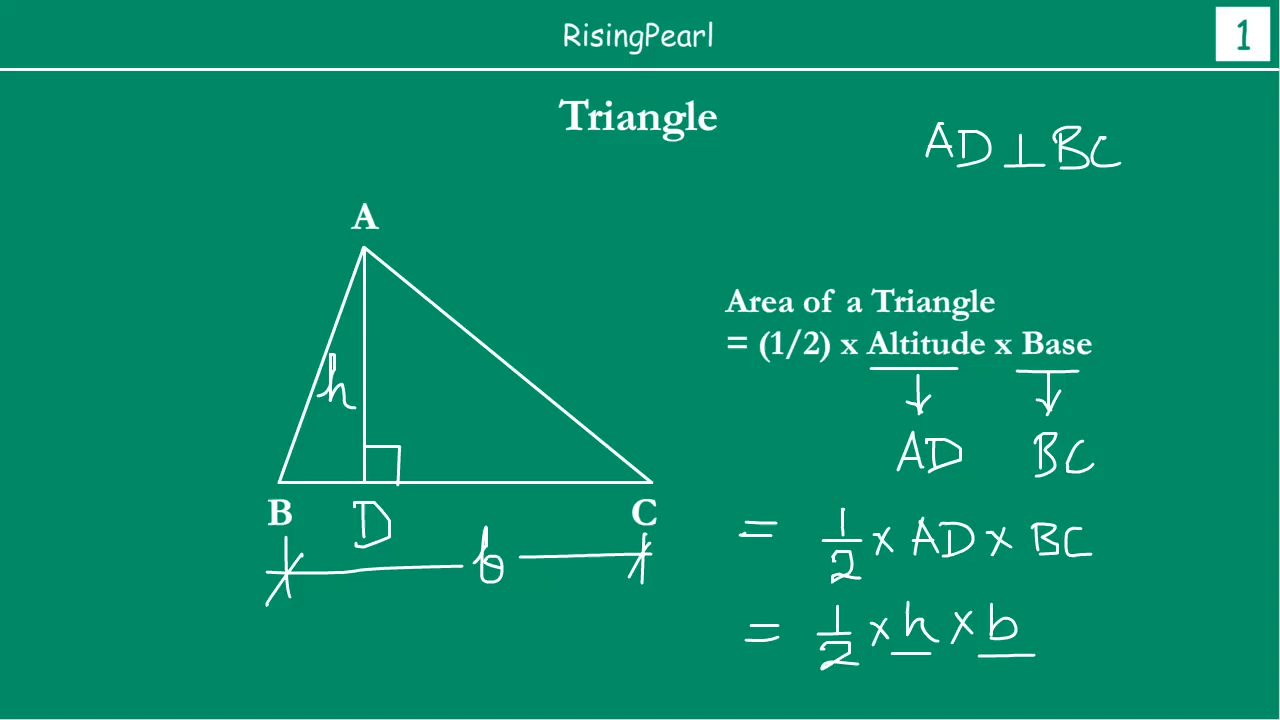 RisingPearl
1
Triangle
AD ⊥ BC
A
h
B
D
C
b
Area of a Triangle
= (1/2) x Altitude x Base
AD BC
= 1/2 × AD × BC
= 1/2 × h × b